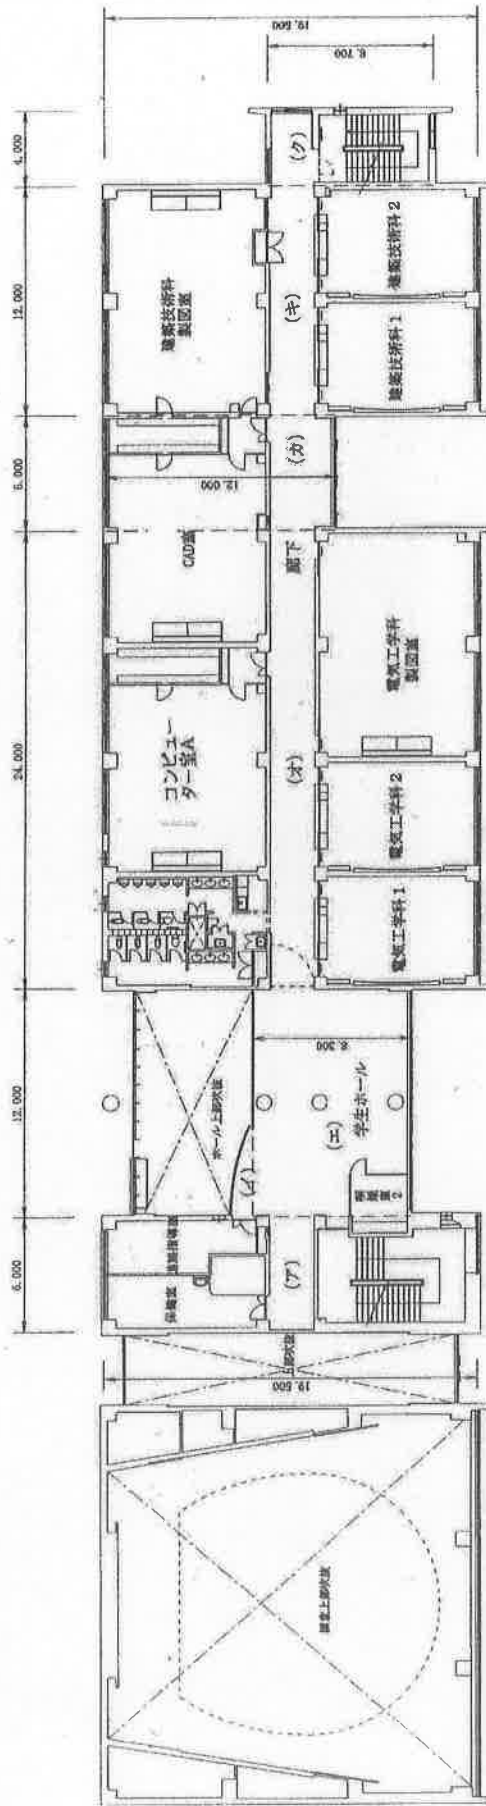 19,500
6,700
4,000
12,000
6,000
24,000
12,000
6,000
建築技術科
製図室
(ク)
(キ)
建築技術科 2
建築技術科 1
12,000
(カ)
CAD室
廊下
コンピュー
ター室A
(オ)
電気工学科
製図室
電気工学科 2
電気工学科 1
ホール上部吹抜
8,300
(エ)
学生ホール
(イ)
(ア)
上部吹抜
19,500